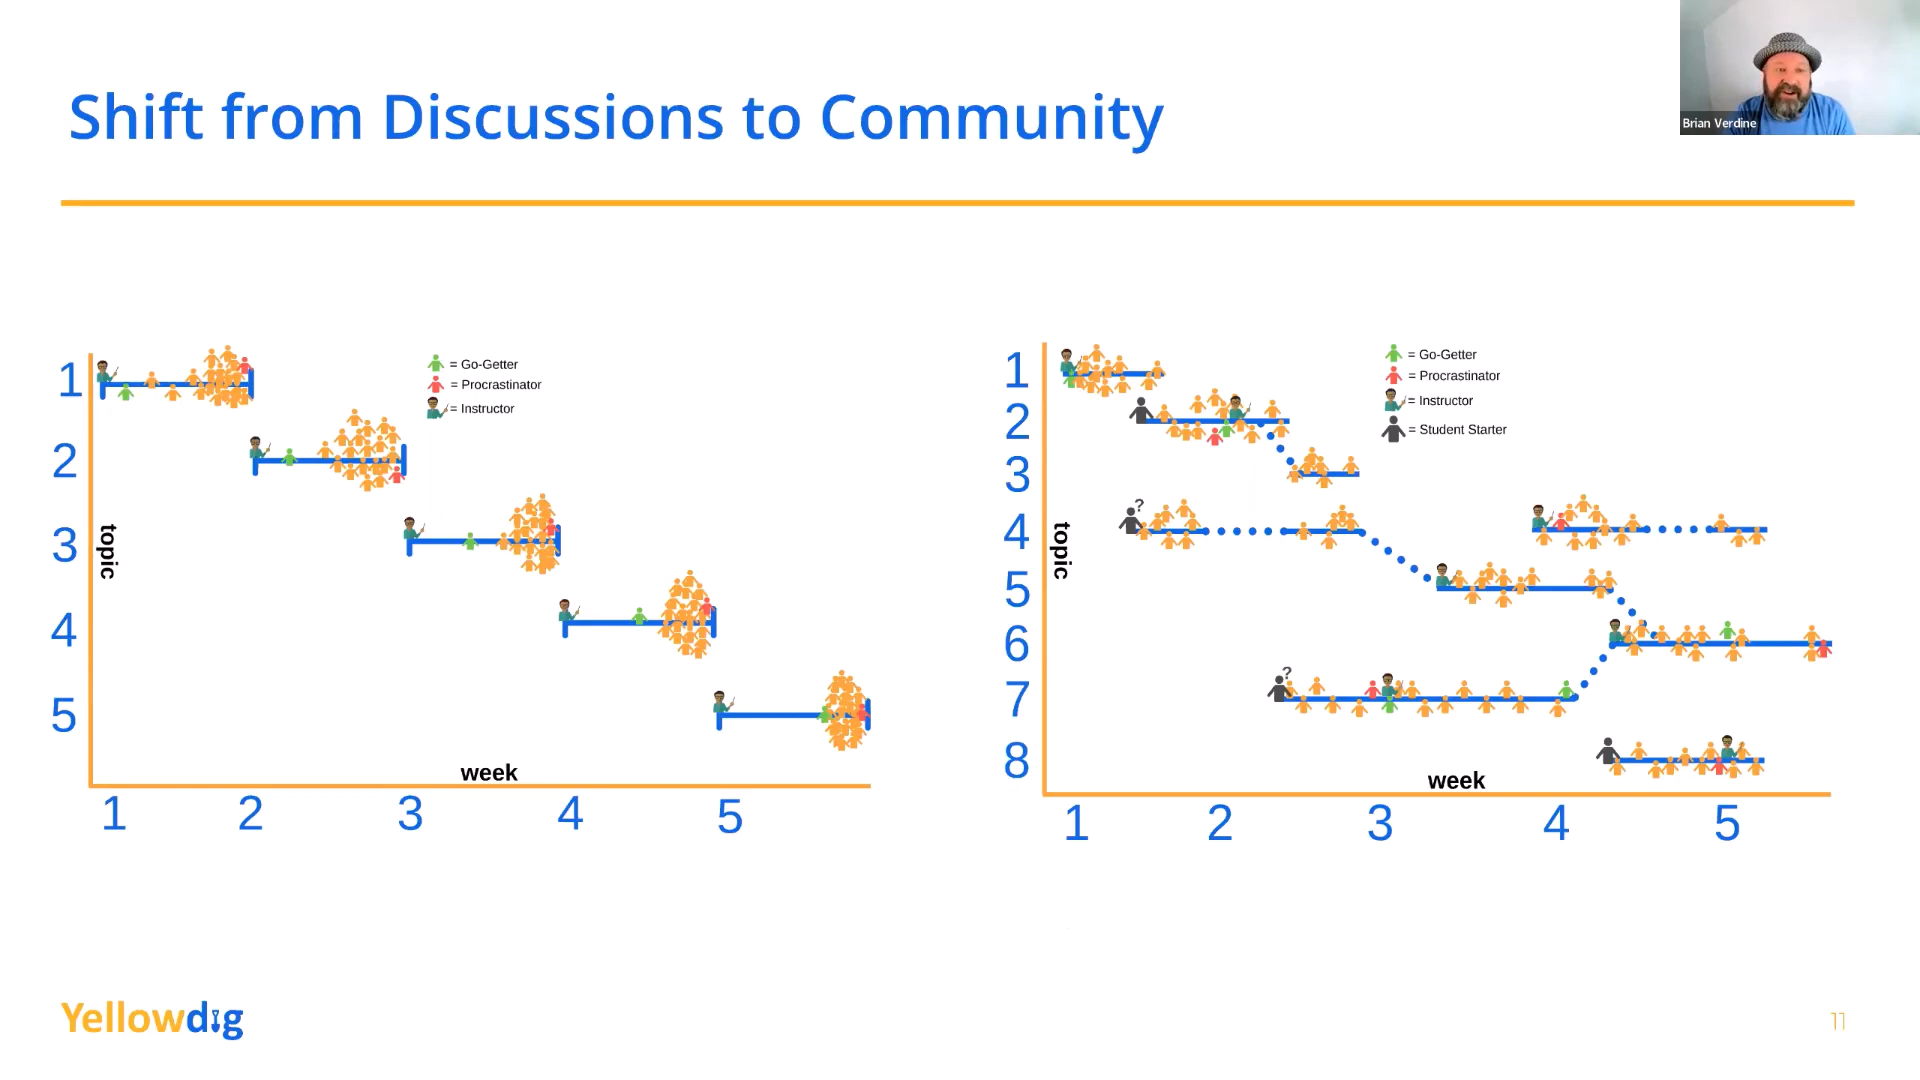 Shift from Discussions to Community
Brian Verdine
1
2
3
4
5
topic
= Go-Getter
= Procrastinator
= Instructor
week
1
2
3
4
5
1
2
3
4
5
6
7
8
topic
= Go-Getter
= Procrastinator
= Instructor
= Student Starter
?
?
week
1
2
3
4
5
Yellowdig
11